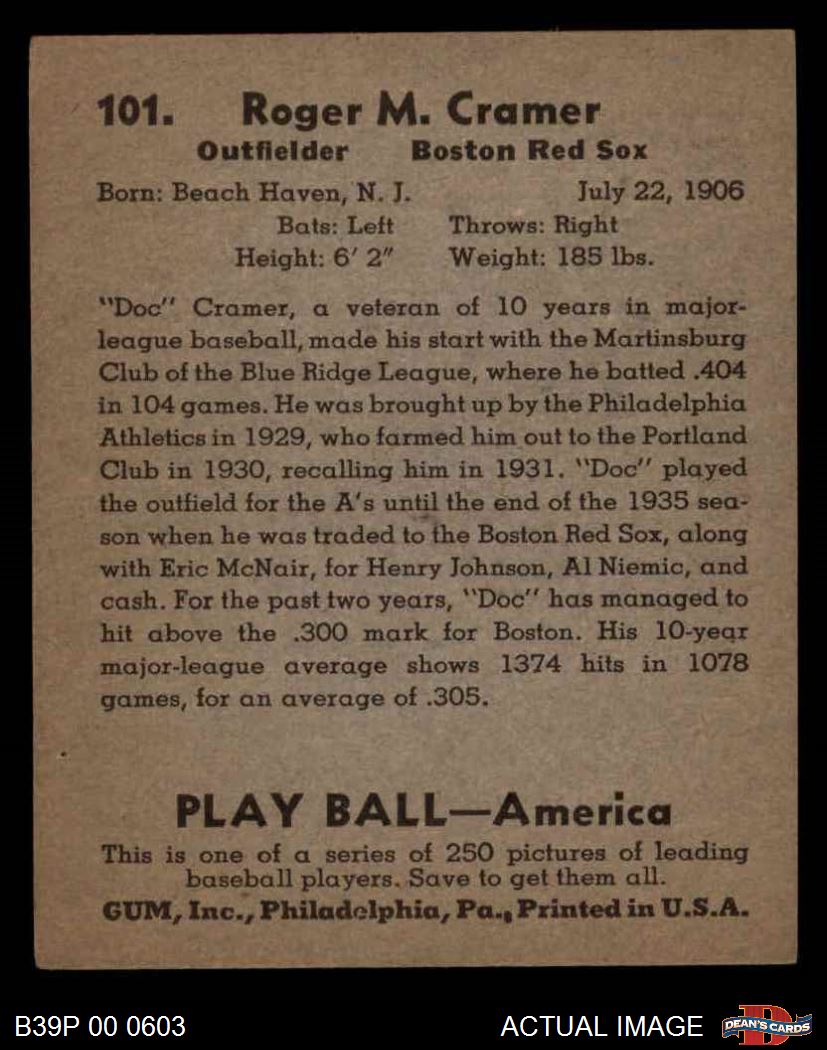 101. Roger M. Cramer
Outfielder Boston Red Sox
Born: Beach Haven, N. J. July 22, 1906
Bats: Left Throws: Right
Height: 6' 2" Weight: 185 lbs.
"Doc" Cramer, a veteran of 10 years in major-
league baseball, made his start with the Martinsburg
Club of the Blue Ridge League, where he batted .404
in 104 games. He was brought up by the Philadelphia
Athletics in 1929, who farmed him out to the Portland
Club in 1930, recalling him in 1931. "Doc" played
the outfield for the A's until the end of the 1935 sea-
son when he was traded to the Boston Red Sox, along
with Eric McNair, for Henry Johnson, Al Niemic, and
cash. For the past two years, "Doc" has managed to
hit above the .300 mark for Boston. His 10-year
major-league average shows 1374 hits in 1078
games, for an average of .305.
PLAY BALL—America
This is one of a series of 250 pictures of leading
baseball players. Save to get them all.
GUM, Inc., Philadelphia, Pa., Printed in U.S.A.
B39P 00 0603 ACTUAL IMAGE DEAN'S CARDS